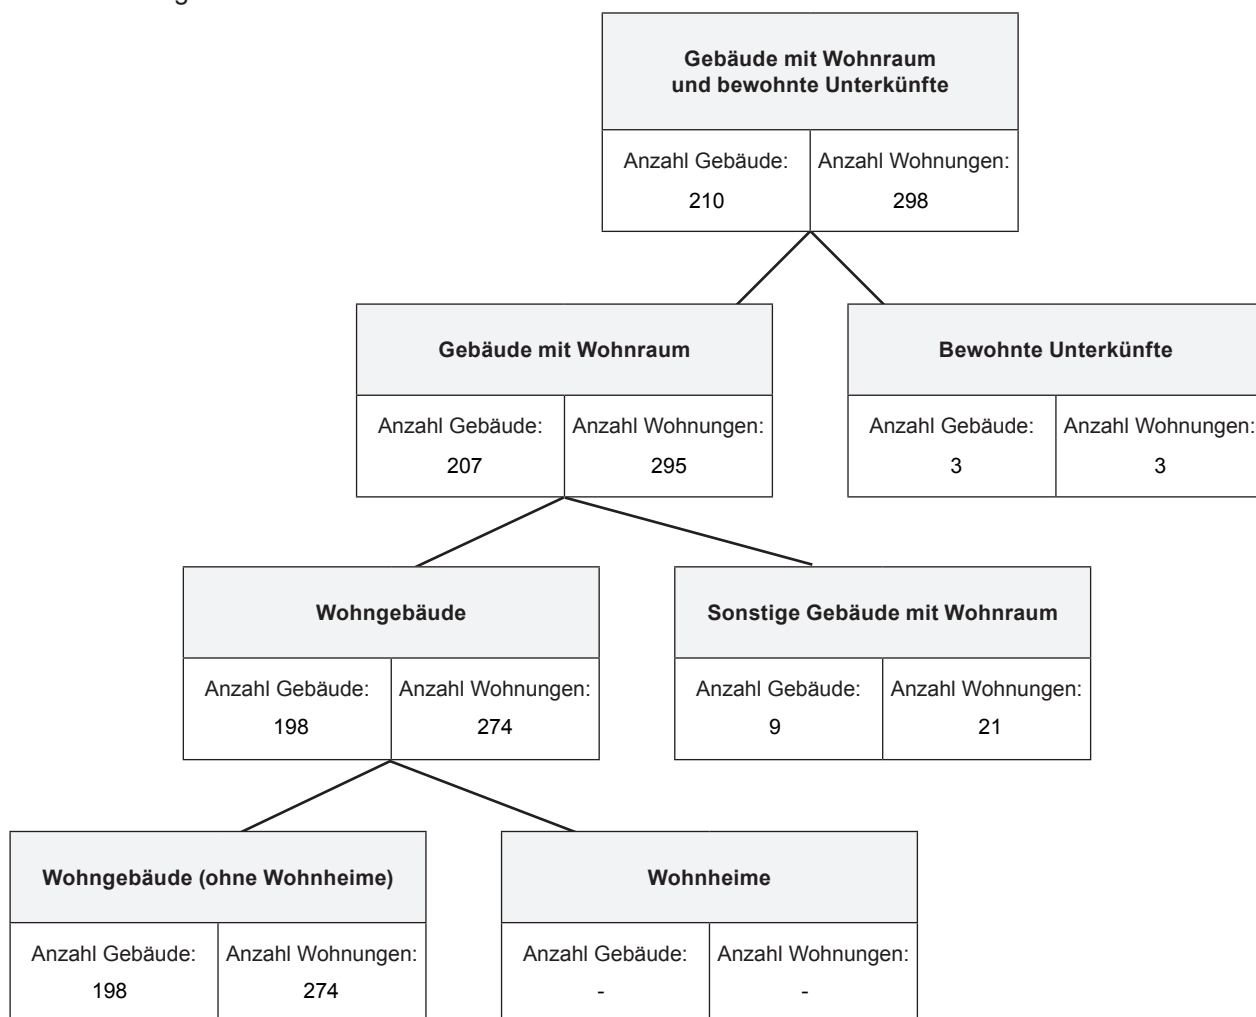 Gebäude mit Wohnraum
und bewohnte Unterkünfte
Anzahl Gebäude: Anzahl Wohnungen:
210 298
Gebäude mit Wohnraum
Bewohnte Unterkünfte
Anzahl Gebäude: Anzahl Wohnungen:
207 295
Anzahl Gebäude: Anzahl Wohnungen:
3 3
Wohngebäude
Sonstige Gebäude mit Wohnraum
Anzahl Gebäude: Anzahl Wohnungen:
198 274
Anzahl Gebäude: Anzahl Wohnungen:
9 21
Wohngebäude (ohne Wohnheime)
Wohnheime
Anzahl Gebäude: Anzahl Wohnungen:
198 274
Anzahl Gebäude: Anzahl Wohnungen:
- -